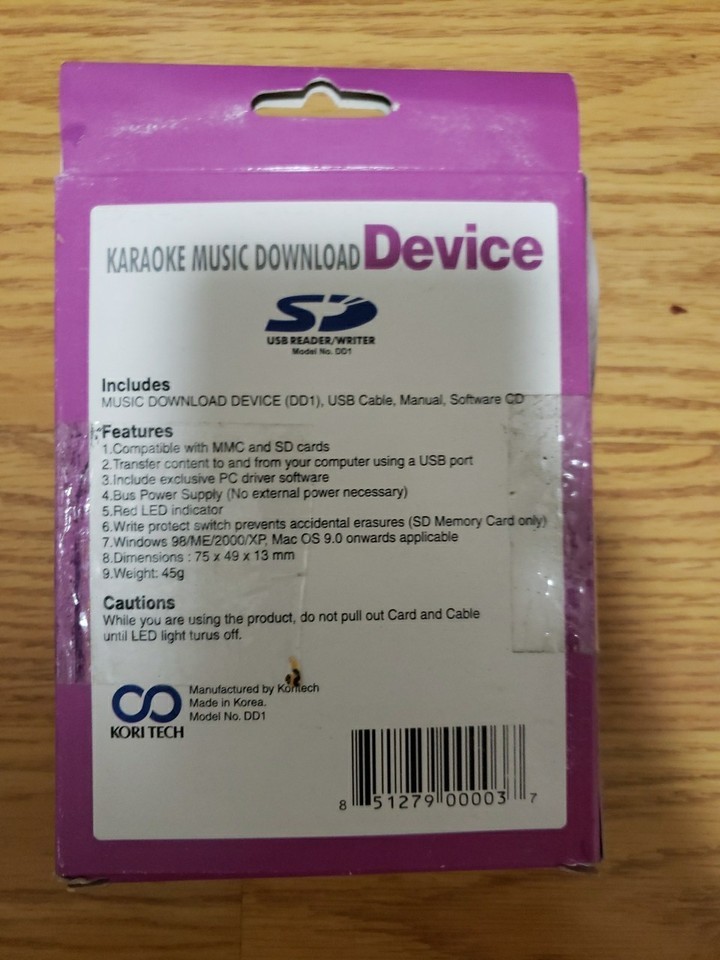 KARAOKE MUSIC DOWNLOAD Device
SD
USB READER/WRITER
Model No. DD1
Includes
MUSIC DOWNLOAD DEVICE (DD1), USB Cable, Manual, Software CD
Features
1.Compatible with MMC and SD cards
2.Transfer content to and from your computer using a USB port
3.Include exclusive PC driver software
4.Bus Power Supply (No external power necessary)
5.Red LED indicator
6.Write protect switch prevents accidental erasures (SD Memory Card only)
7.Windows 98/ME/2000/XP, Mac OS 9.0 onwards applicable
8.Dimensions : 75 x 49 x 13 mm
9.Weight: 45g
Cautions
While you are using the product, do not pull out Card and Cable
until LED light turus off.
Manufactured by Koritech
Made in Korea.
Model No. DD1
KORI TECH
8 51279 00003 7